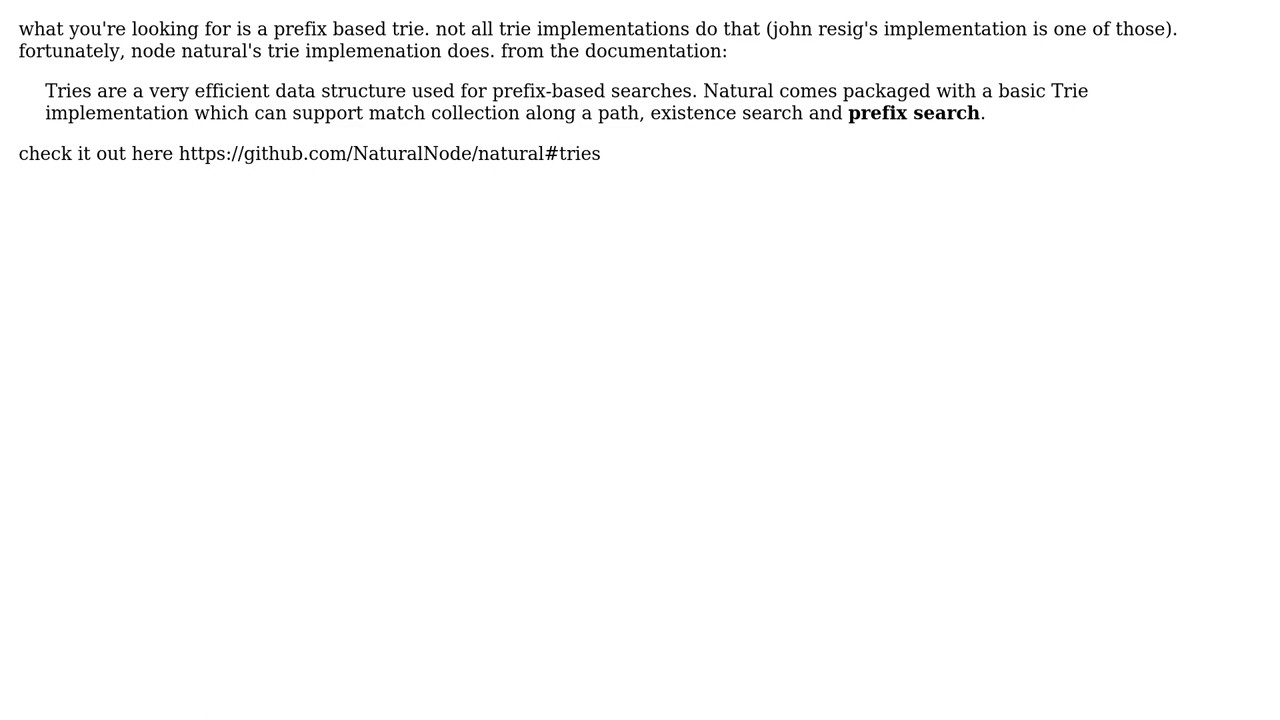 what you're looking for is a prefix based trie. not all trie implementations do that (john resig's implementation is one of those).
fortunately, node natural's trie implemenation does. from the documentation:
Tries are a very efficient data structure used for prefix-based searches. Natural comes packaged with a basic Trie
implementation which can support match collection along a path, existence search and prefix search.
check it out here https://github.com/NaturalNode/natural#tries